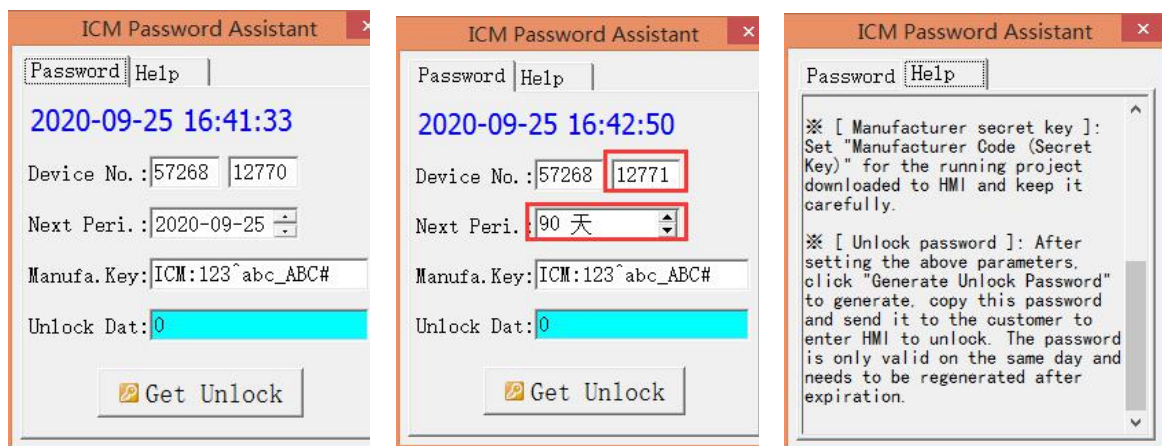 ICM Password Assistant
Password Help
2020-09-25 16:41:33
Device No.: 57268 12770
Next Peri.: 2020-09-25
Manufa.Key: ICM:123^abc_ABC#
Unlock Dat: 0
Get Unlock
ICM Password Assistant
Password Help
2020-09-25 16:42:50
Device No.: 57268 12771
Next Peri.: 90 天
Manufa.Key: ICM:123^abc_ABC#
Unlock Dat: 0
Get Unlock
ICM Password Assistant
Password Help
※ [ Manufacturer secret key ]:
Set "Manufacturer Code (Secret
Key)" for the running project
downloaded to HMI and keep it
carefully.
※ [ Unlock password ]: After
setting the above parameters,
click "Generate Unlock Password"
to generate, copy this password
and send it to the customer to
enter HMI to unlock. The password
is only valid on the same day and
needs to be regenerated after
expiration.